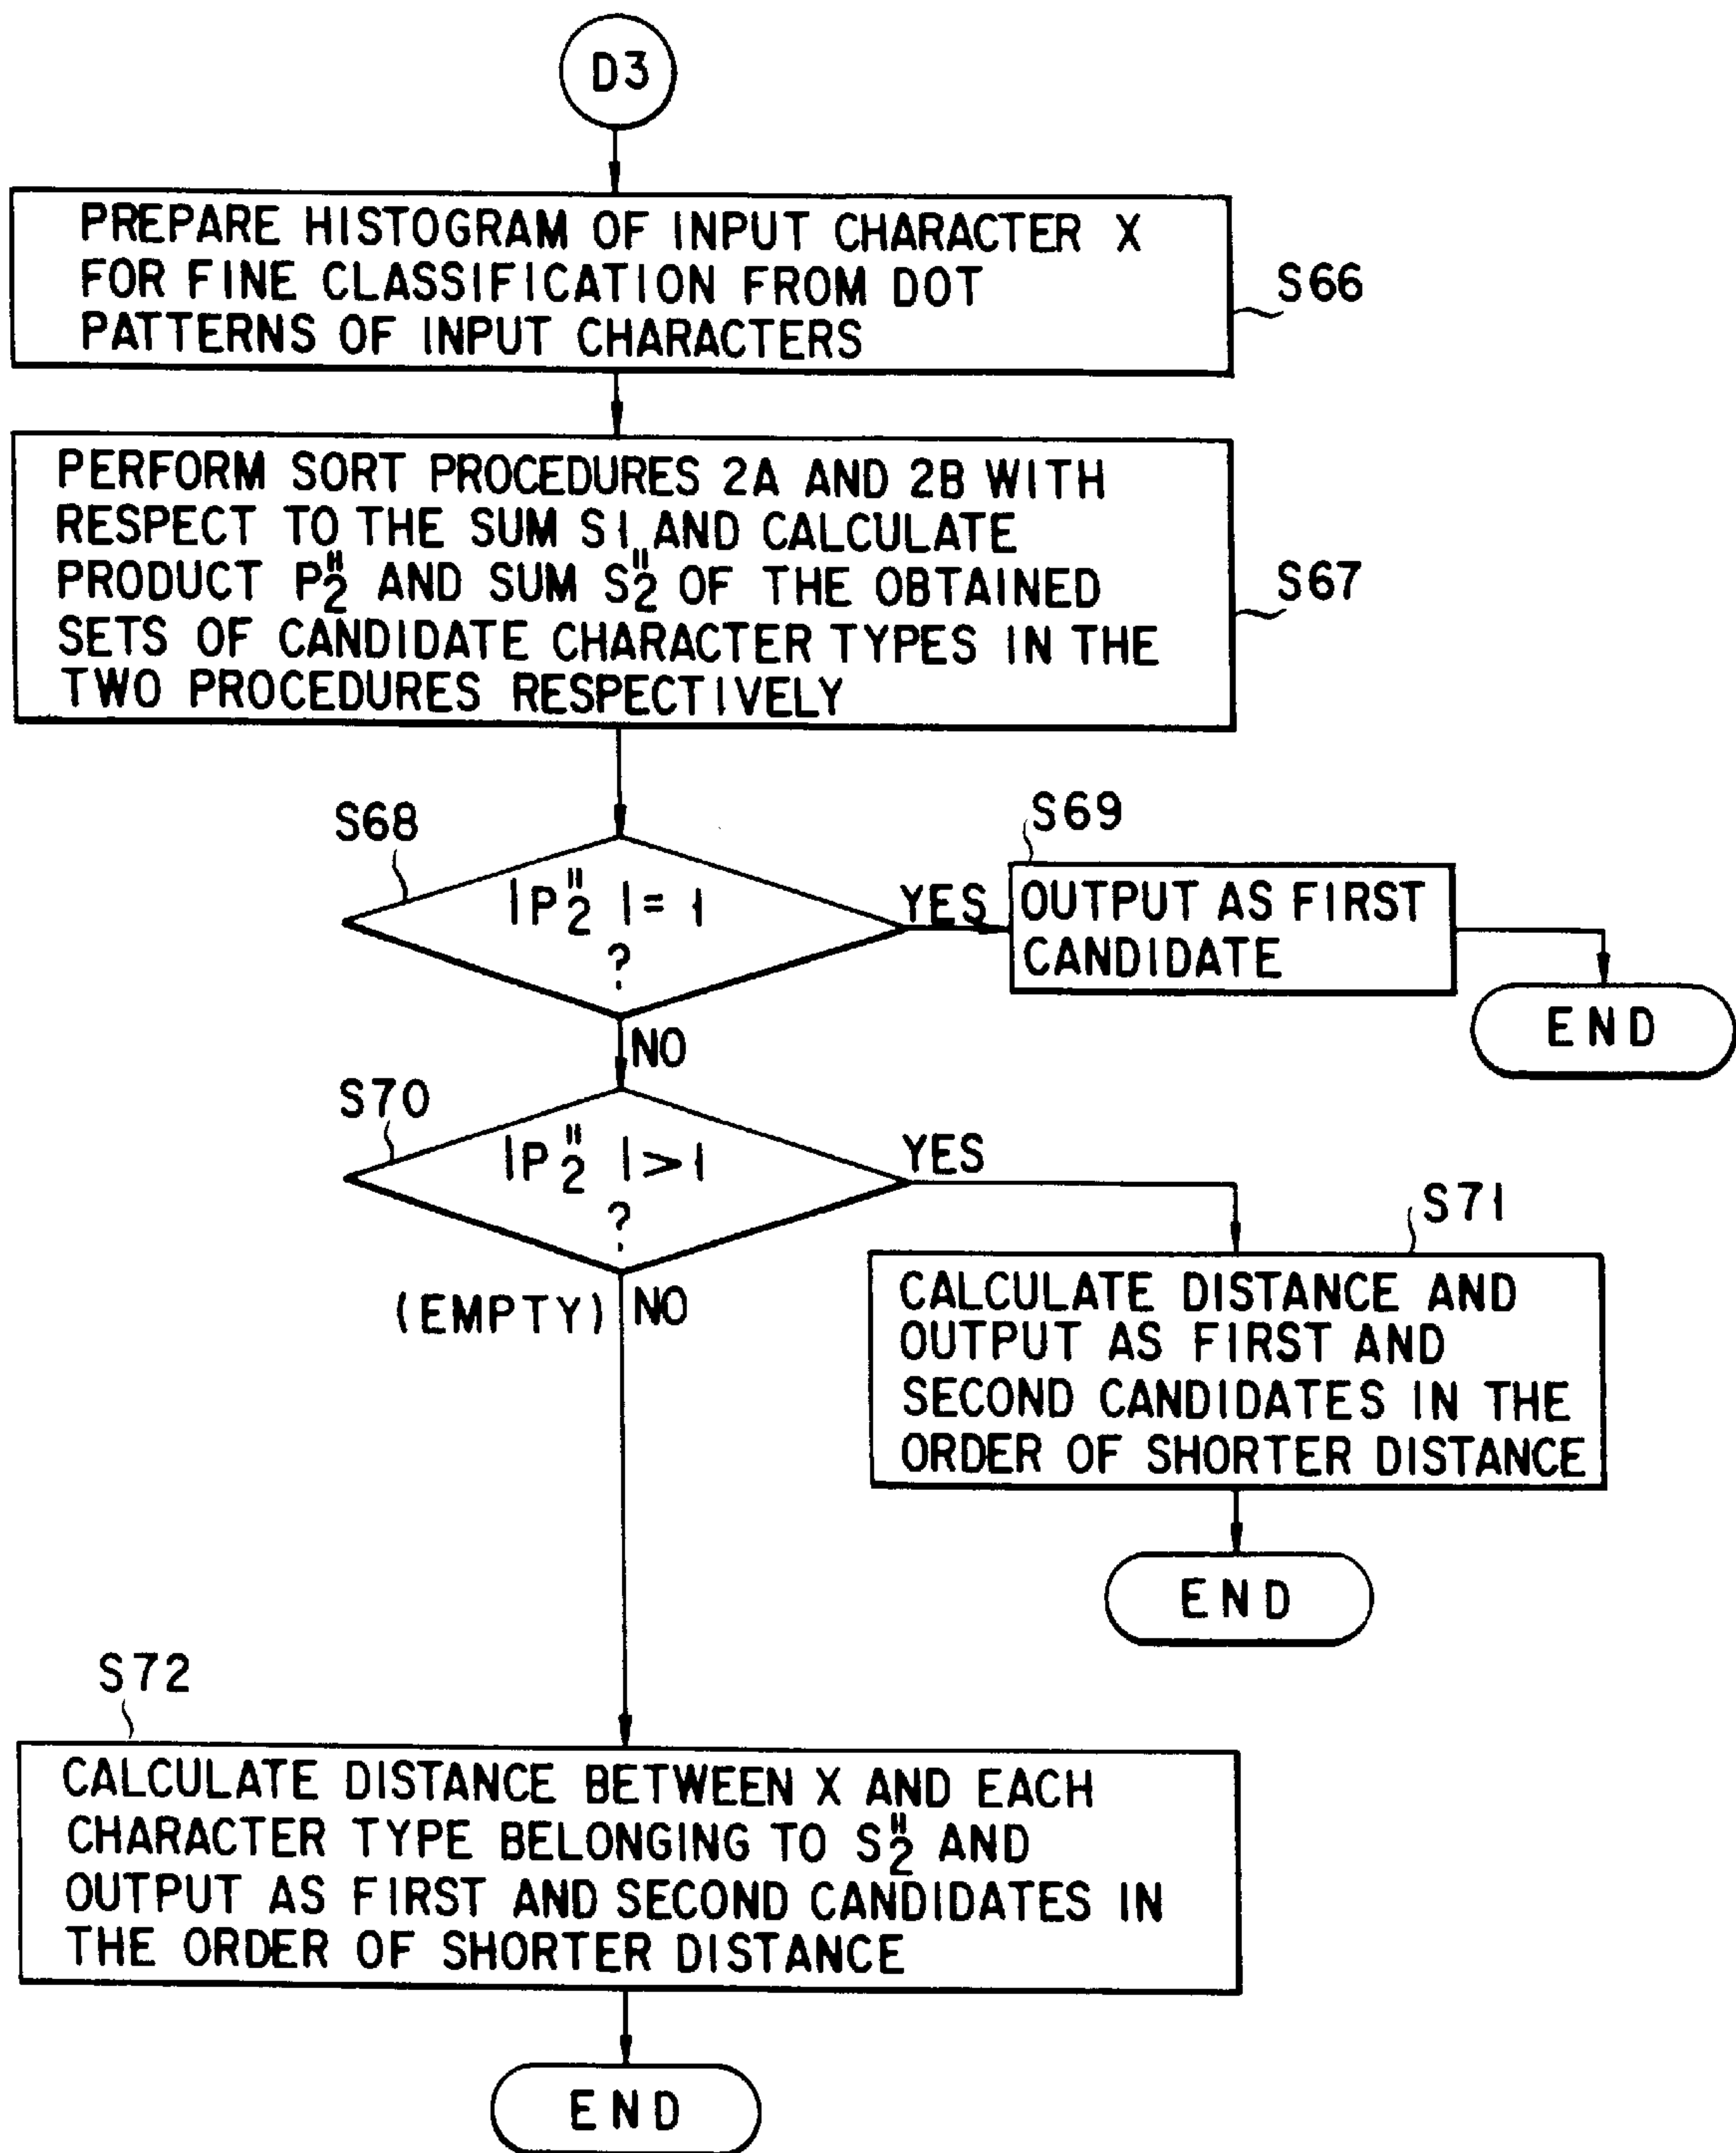 D3
PREPARE HISTOGRAM OF INPUT CHARACTER X
FOR FINE CLASSIFICATION FROM DOT
PATTERNS OF INPUT CHARACTERS
S66
PERFORM SORT PROCEDURES 2A AND 2B WITH
RESPECT TO THE SUM S1 AND CALCULATE
PRODUCT P₂" AND SUM S₂" OF THE OBTAINED
SETS OF CANDIDATE CHARACTER TYPES IN THE
TWO PROCEDURES RESPECTIVELY
S67
S68
|P₂"| = 1
?
YES
NO
S69
OUTPUT AS FIRST
CANDIDATE
END
S70
|P₂"| > 1
?
YES
(EMPTY) NO
S71
CALCULATE DISTANCE AND
OUTPUT AS FIRST AND
SECOND CANDIDATES IN THE
ORDER OF SHORTER DISTANCE
END
S72
CALCULATE DISTANCE BETWEEN X AND EACH
CHARACTER TYPE BELONGING TO S₂" AND
OUTPUT AS FIRST AND SECOND CANDIDATES IN
THE ORDER OF SHORTER DISTANCE
END